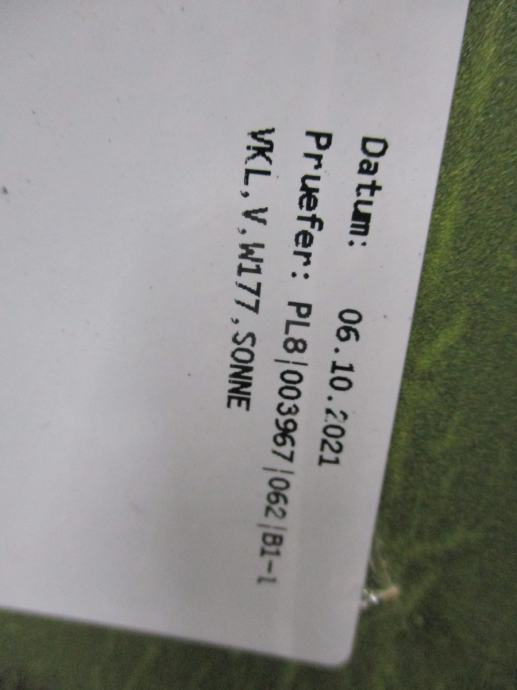 Datum: 06.10.2021
Pruefer: PL8|003967|062|B1-1
VKL,V,W177,SONNE